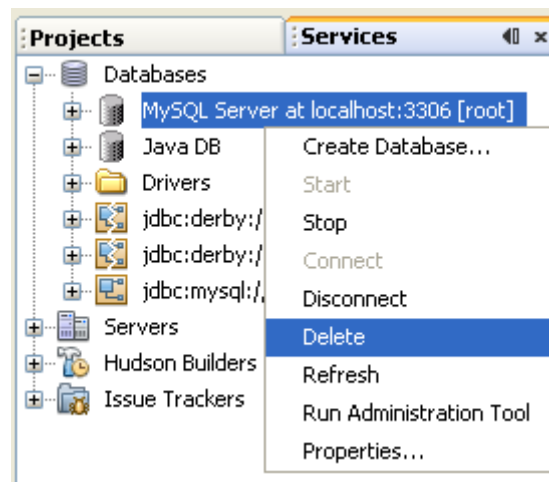 Projects
Services
Databases
MySQL Server at localhost:3306 [root]
Java DB
Drivers
jdbc:derby:/
jdbc:derby:/
jdbc:mysql:/
Servers
Hudson Builders
Issue Trackers
Create Database...
Start
Stop
Connect
Disconnect
Delete
Refresh
Run Administration Tool
Properties...